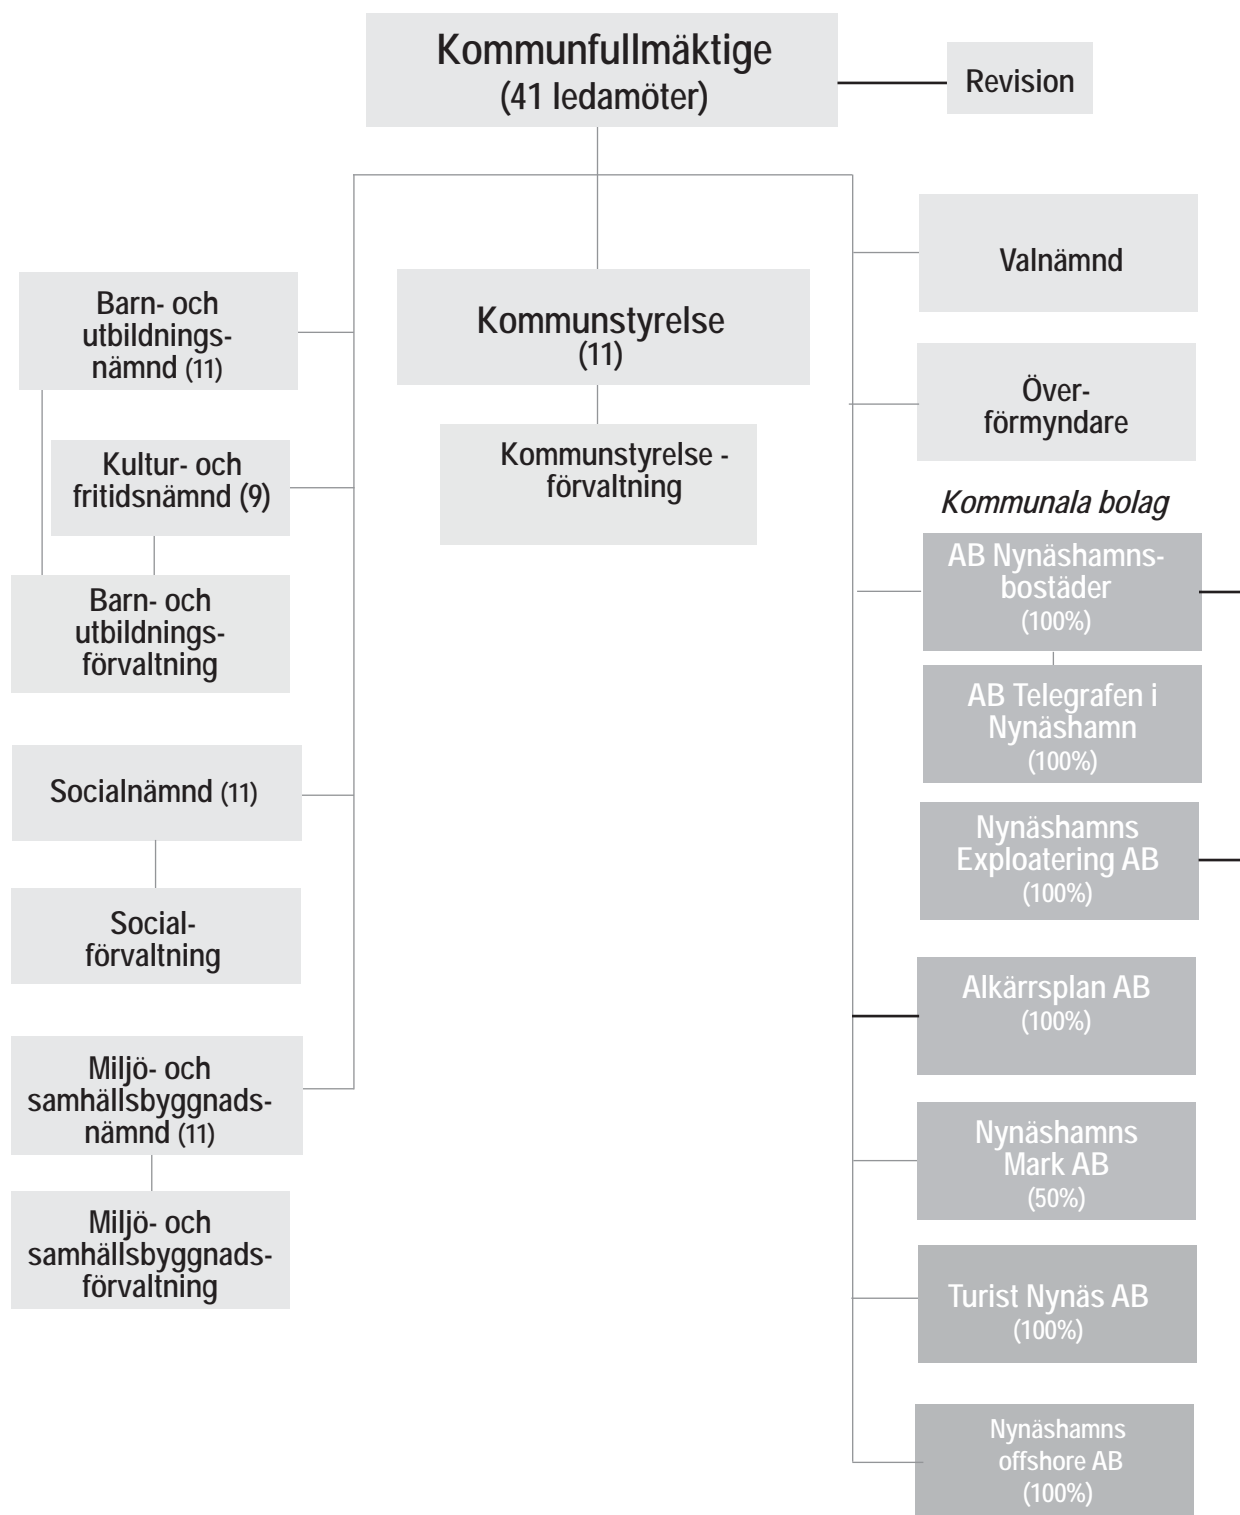 Kommunfullmäktige
(41 ledamöter)
Revision
Valnämnd
Barn- och
utbildnings-
nämnd (11)
Kommunstyrelse
(11)
Över-
förmyndare
Kultur- och
fritidsnämnd (9)
Kommunstyrelse -
förvaltning
Barn- och
utbildnings-
förvaltning
Socialnämnd (11)
Social-
förvaltning
Miljö- och
samhällsbyggnads-
nämnd (11)
Miljö- och
samhällsbyggnads-
förvaltning
Kommunala bolag
AB Nynäshamns-
bostäder
(100%)
AB Telegrafen i
Nynäshamn
(100%)
Nynäshamns
Exploatering AB
(100%)
Alkärrsplan AB
(100%)
Nynäshamns
Mark AB
(50%)
Turist Nynäs AB
(100%)
Nynäshamns
offshore AB
(100%)